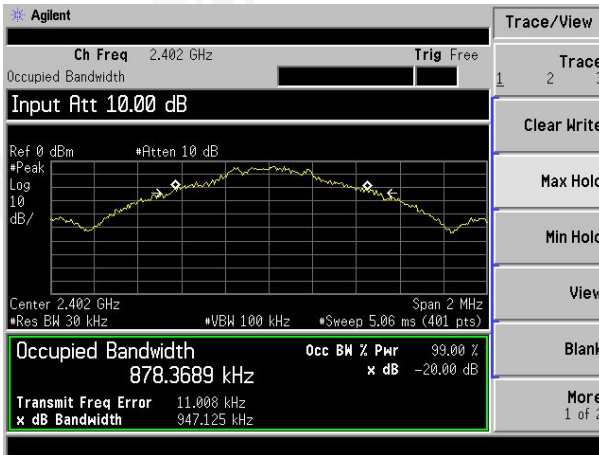 Agilent
Trace/View
Ch Freq 2.402 GHz Trig Free
Occupied Bandwidth
Trace
1 2
Input Att 10.00 dB
Clear Write
Ref 0 dBm #Atten 10 dB
#Peak
Log
10
dB/
Max Hold
Min Hold
View
Center 2.402 GHz Span 2 MHz
#Res BW 30 kHz #VBW 100 kHz #Sweep 5.06 ms (401 pts)
Occupied Bandwidth Occ BW % Pwr 99.00 %
878.3689 kHz x dB -20.00 dB
Blank
Transmit Freq Error 11.008 kHz
x dB Bandwidth 947.125 kHz
More
1 of 2